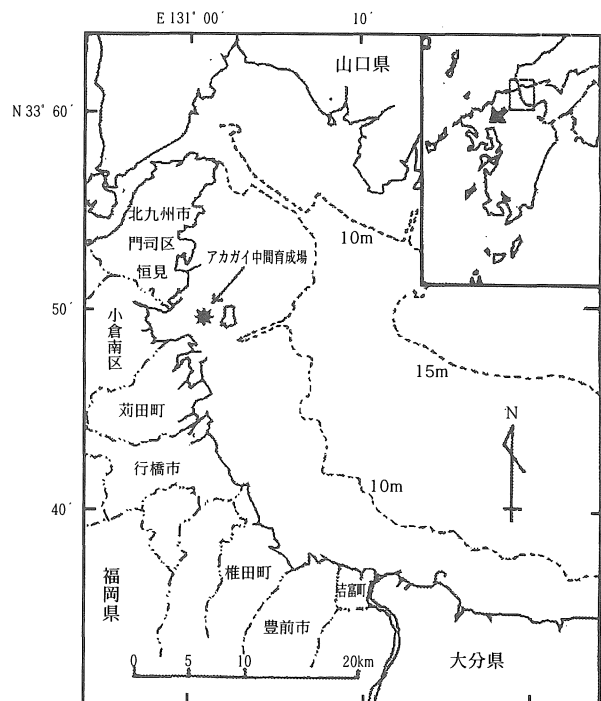 E 131° 00´
10´
山口県
N 33° 60´
北九州市
門司区
恒見
アカガイ中間育成場
10m
50´
小倉南区
15m
苅田町
N
行橋市
10m
40´
福岡県
椎田町
吉富町
豊前市
0 5 10 20km
大分県